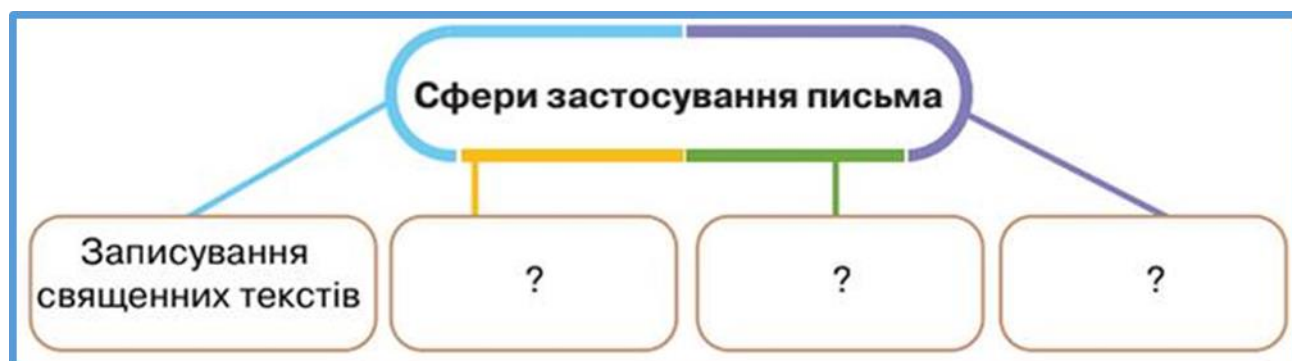 Сфери застосування письма
Записування
священних текстів
?
?
?